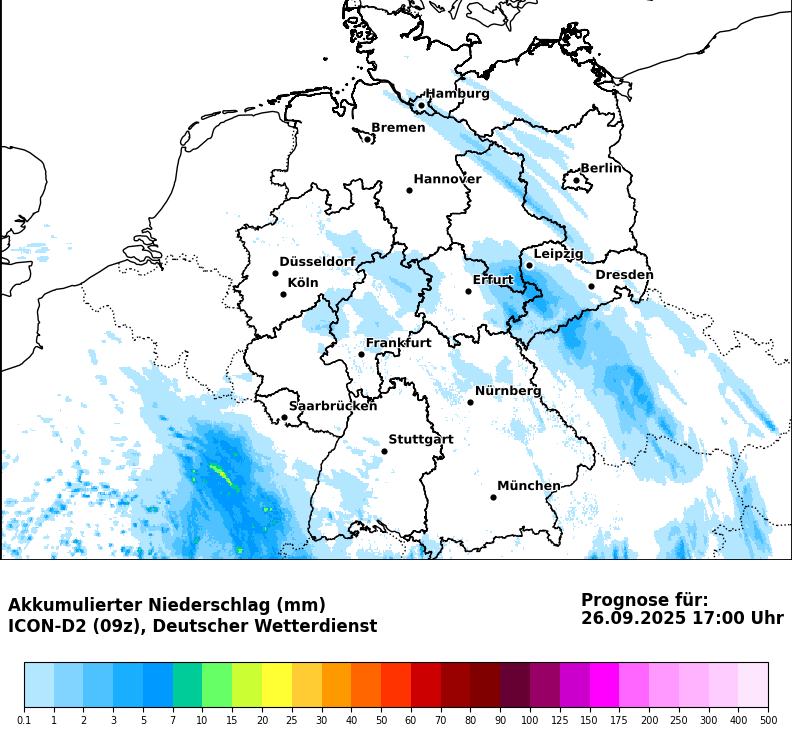 Hamburg
Bremen
Berlin
Hannover
Leipzig
Düsseldorf
Dresden
Erfurt
Köln
Frankfurt
Nürnberg
Saarbrücken
Stuttgart
München
Akkumulierter Niederschlag (mm)
ICON-D2 (09z), Deutscher Wetterdienst
Prognose für:
26.09.2025 17:00 Uhr
0.1 1 2 3 5 7 10 15 20 25 30 40 50 60 70 80 90 100 125 150 175 200 250 300 400 500